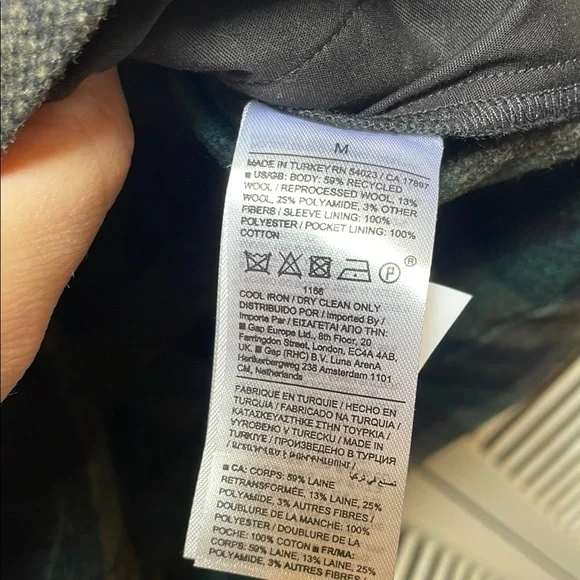 M
MADE IN TURKEY RN 54023 / CA 17897
■ US/GB: BODY: 59% RECYCLED
WOOL / REPROCESSED WOOL, 13%
WOOL, 25% POLYAMIDE, 3% OTHER
FIBERS / SLEEVE LINING: 100%
POLYESTER / POCKET LINING: 100%
COTTON
P ®
1166
COOL IRON / DRY CLEAN ONLY
DISTRIBUIDO POR / Imported By /
Importe Par / ΕΙΣΑΓΕΤΑΙ ΑΠΟ ΤΗΝ:
■ Gap Europe Ltd., 8th Floor, 20
Farringdon Street, London, EC4A 4AB,
UK. ■ Gap (RHC) B.V. Luna ArenA,
Herikerbergweg 238 Amsterdam 1101
CM, Netherlands
FABRIQUE EN TURQUIE / HECHO EN
TURQUIA / FABRICADO NA TURQUIA /
ΚΑΤΑΣΚΕΥΑΣΤΗΚΕ ΣΤΗΝ ΤΟΥΡΚΙΑ /
VYROBENO V TURECKU / MADE IN
TURKIYE / ПРОИЗВЕДЕНО В ТУРЦИЯ
صنع في تركيا
■ CA: CORPS: 59% LAINE
RETRANSFORMÉE, 13% LAINE, 25%
POLYAMIDE, 3% AUTRES FIBRES /
DOUBLURE DE LA MANCHE: 100%
POLYESTER / DOUBLURE DE LA
POCHE: 100% COTON ■ FR/MA:
CORPS: 59% LAINE, 13% LAINE, 25%
POLYAMIDE, 3% AUTRES FIBRES /